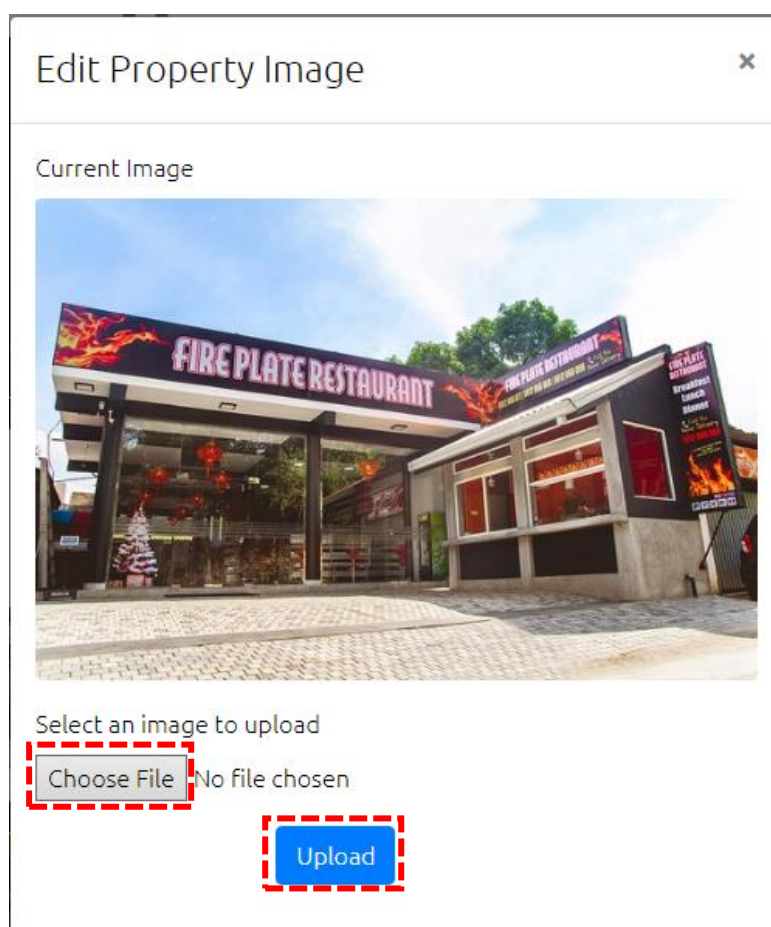 Edit Property Image
×
Current Image
FIRE PLATE RESTAURANT
FIRE PLATE RESTAURANT
FIRE PLATE
RESTAURANT
Breakfast
Lunch
Dinner
Select an image to upload
Choose File No file chosen
Upload